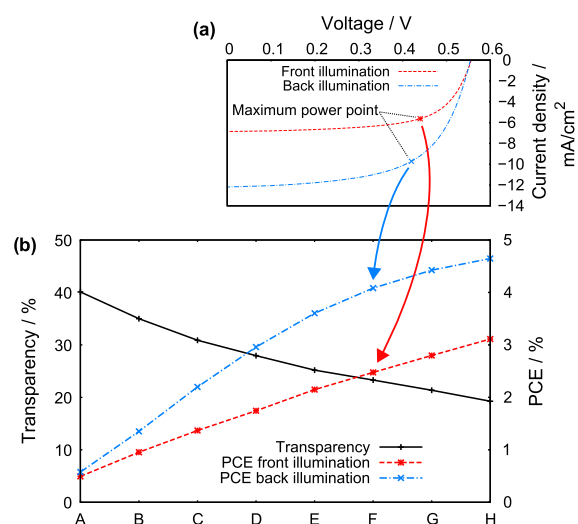 Voltage / V
(a)
0 0.1 0.2 0.3 0.4 0.5 0.6
Front illumination
Back illumination
Maximum power point
0
−2
−4
−6
−8
−10
−12
−14
Current density /
mA/cm2
(b)
50
40
30
20
10
0
Transparency / %
5
4
3
2
1
0
PCE / %
Transparency
PCE front illumination
PCE back illumination
A B C D E F G H